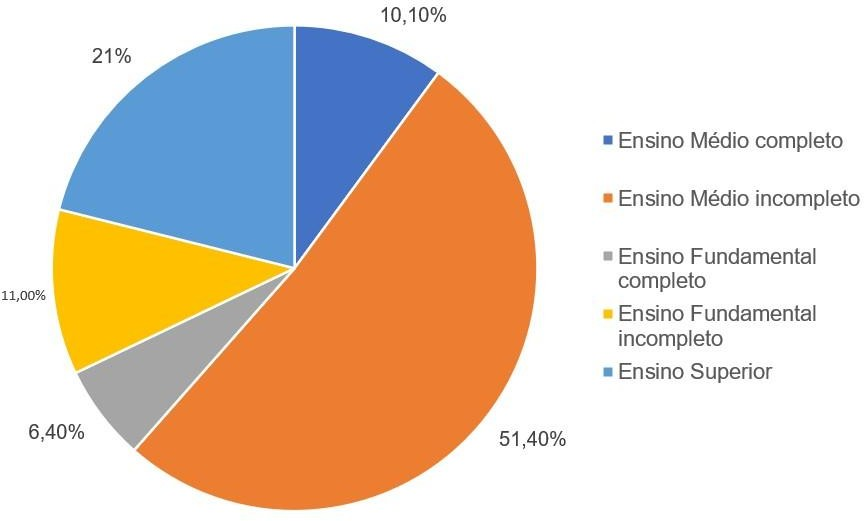 10,10%
21%
Ensino Médio completo
Ensino Médio incompleto
Ensino Fundamental
completo
11,00%
Ensino Fundamental
incompleto
Ensino Superior
6,40%
51,40%